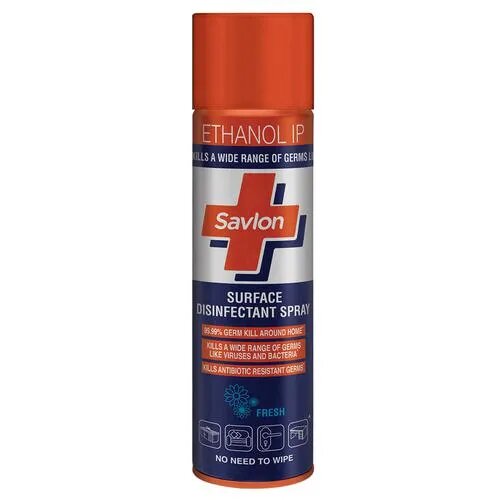 ETHANOL IP
KILLS A WIDE RANGE OF GERMS
Savlon
SURFACE
DISINFECTANT SPRAY
99.99% GERM KILL AROUND HOME*
KILLS A WIDE RANGE OF GERMS
LIKE VIRUSES AND BACTERIA*
KILLS ANTIBIOTIC RESISTANT GERMS
FRESH
NO NEED TO WIPE